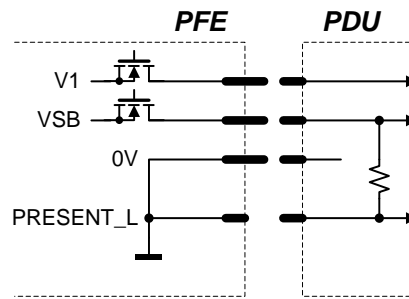 PFE PDU
V1
VSB
0V
PRESENT_L